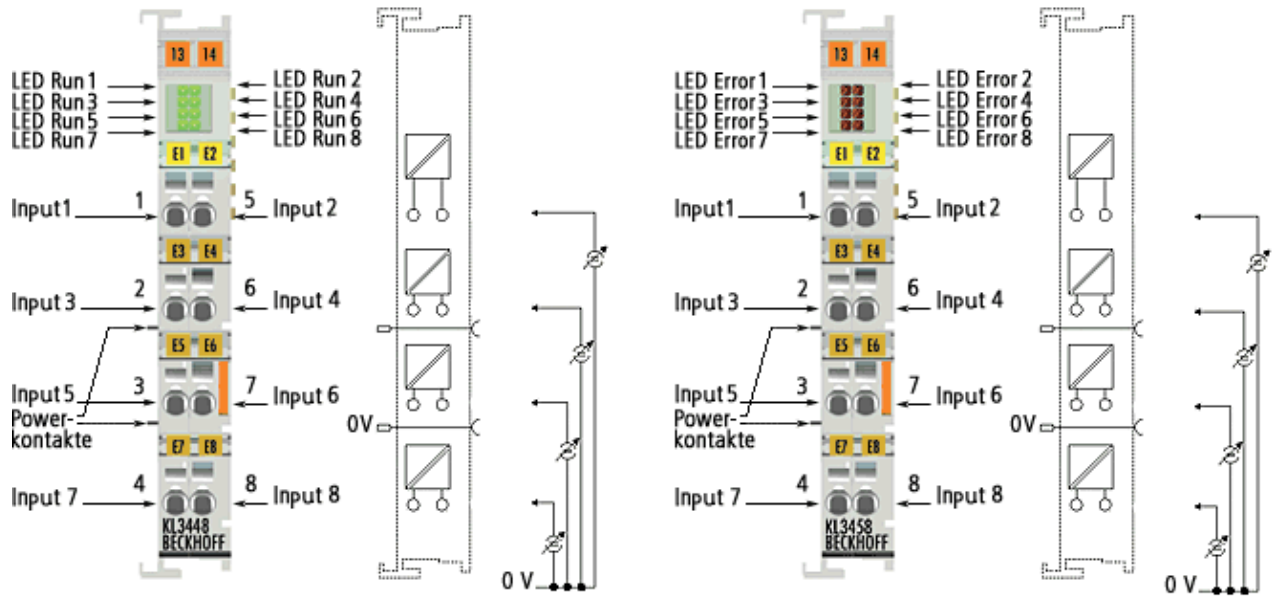 13 14
LED Run 1
LED Run 2
LED Run 3
LED Run 4
LED Run 5
LED Run 6
LED Run 7
LED Run 8
E1 E2
Input 1
1
5
Input 2
E3 E4
Input 3
2
6
Input 4
E5 E6
Input 5
3
7
Input 6
Power-
kontakte
0V
E7 E8
Input 7
4
8
Input 8
KL3448
BECKHOFF
0 V
13 14
LED Error 1
LED Error 2
LED Error 3
LED Error 4
LED Error 5
LED Error 6
LED Error 7
LED Error 8
E1 E2
Input 1
1
5
Input 2
E3 E4
Input 3
2
6
Input 4
E5 E6
Input 5
3
7
Input 6
Power-
kontakte
0V
E7 E8
Input 7
4
8
Input 8
KL3458
BECKHOFF
0 V